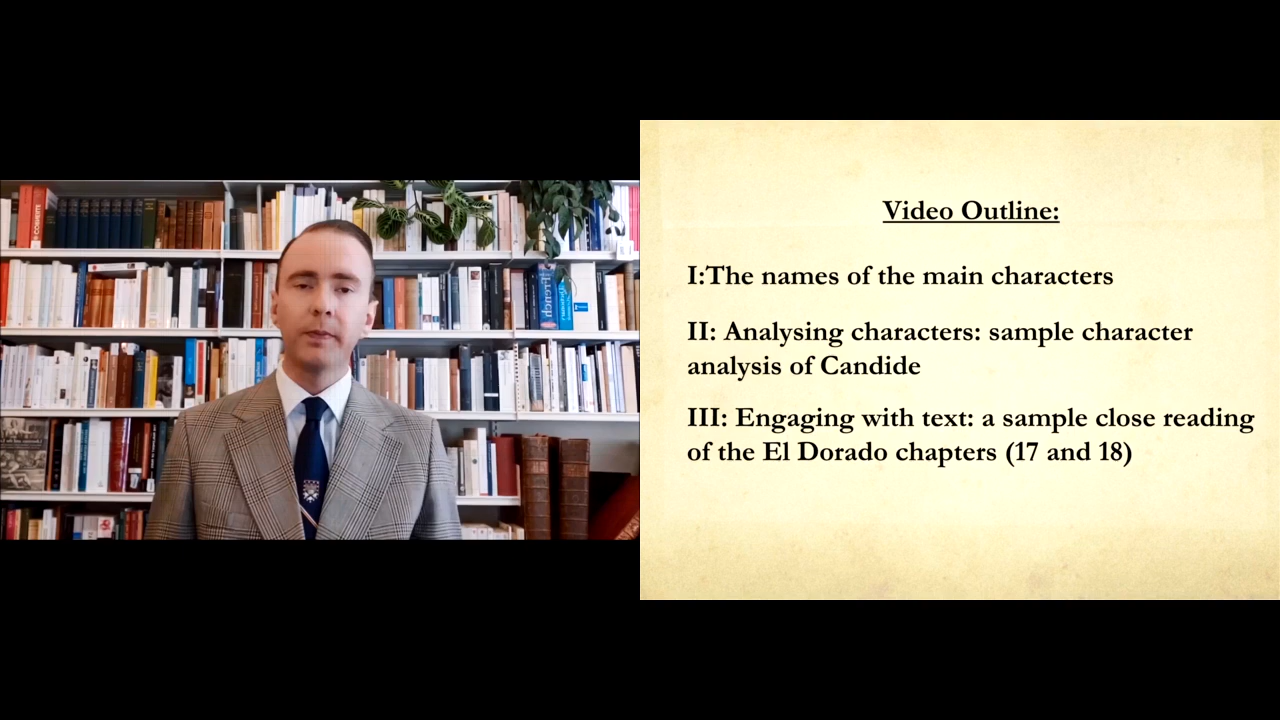 Video Outline:
I:The names of the main characters
II: Analysing characters: sample character
analysis of Candide
III: Engaging with text: a sample close reading
of the El Dorado chapters (17 and 18)
French